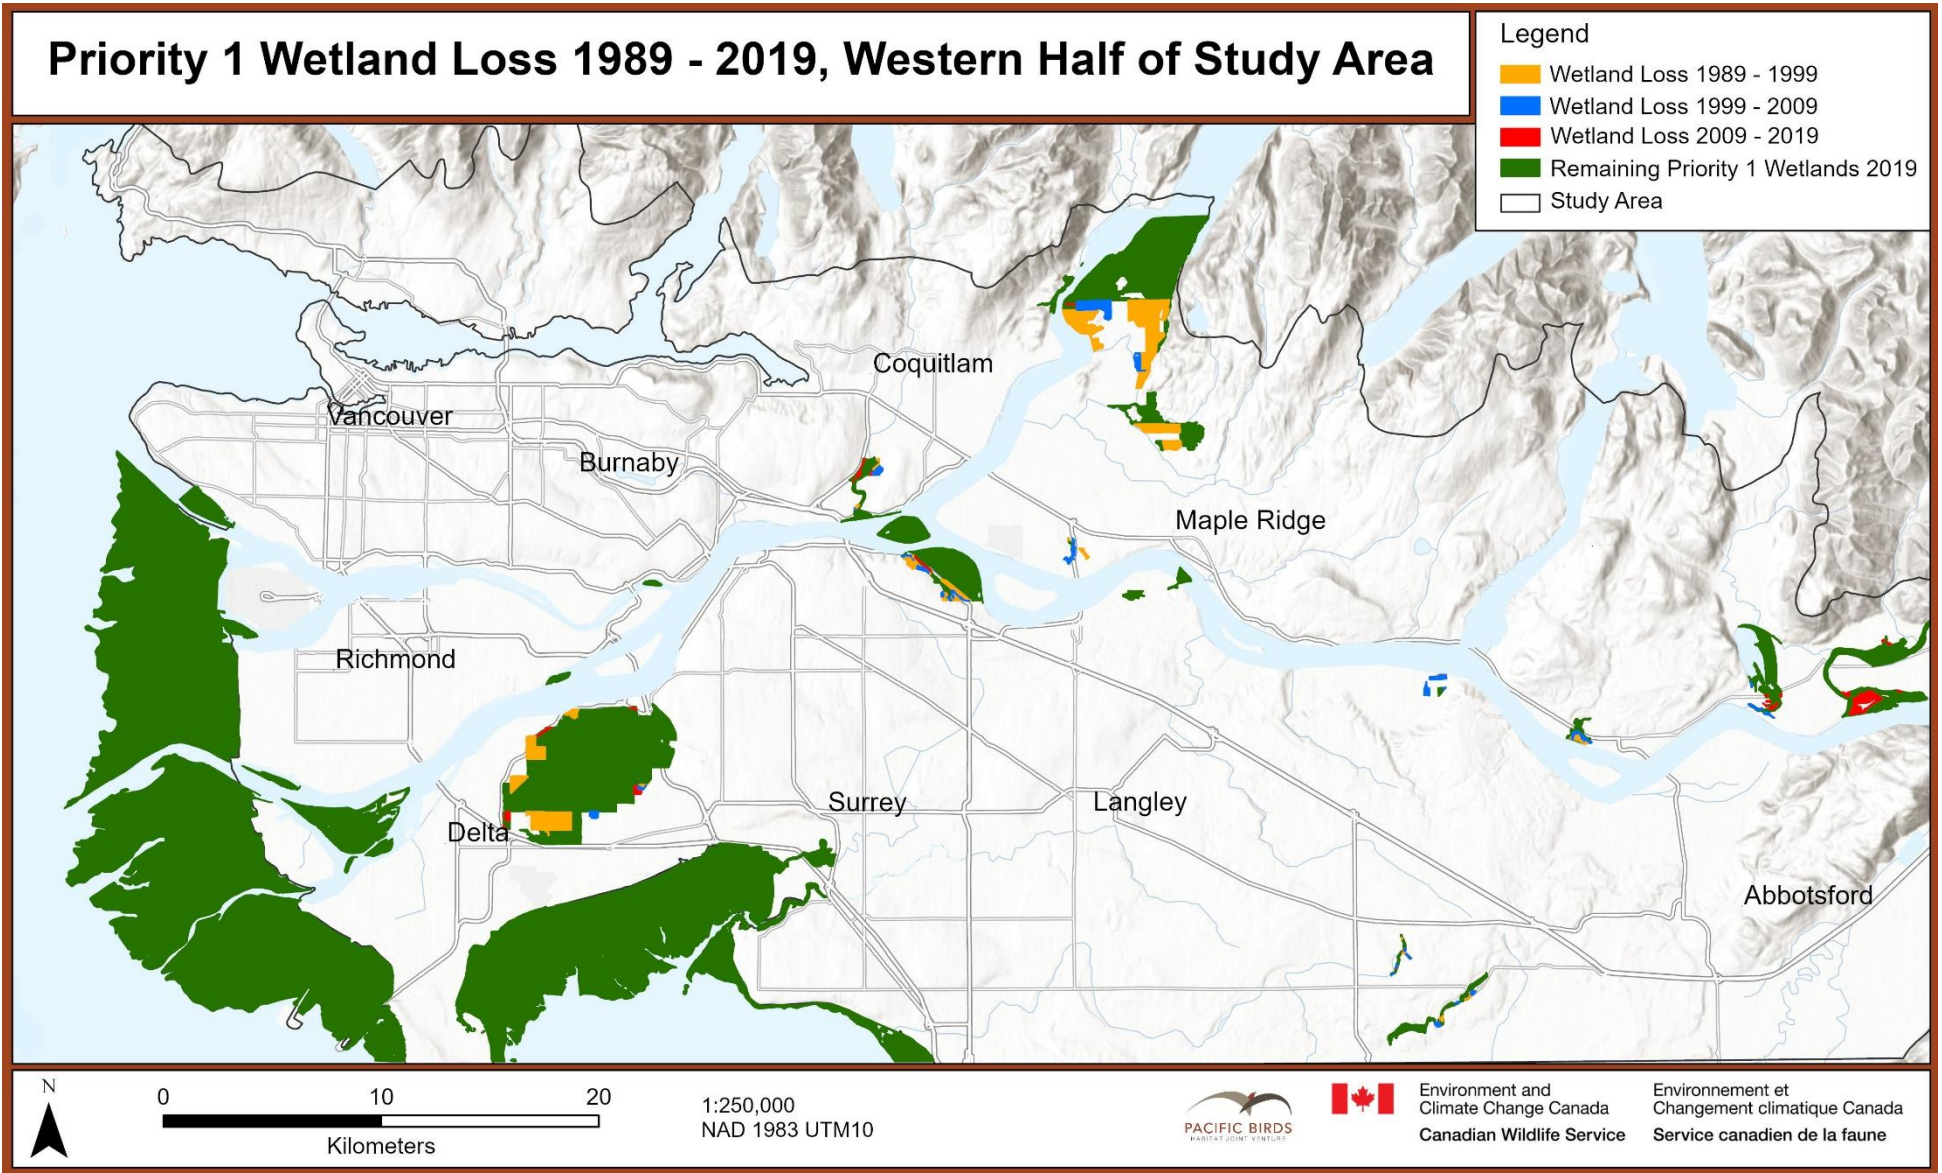 Priority 1 Wetland Loss 1989 - 2019, Western Half of Study Area
Legend
Wetland Loss 1989 - 1999
Wetland Loss 1999 - 2009
Wetland Loss 2009 - 2019
Remaining Priority 1 Wetlands 2019
Study Area
Coquitlam
Vancouver
Burnaby
Maple Ridge
Richmond
Surrey
Langley
Delta
Abbotsford
N
0 10 20
Kilometers
1:250,000
NAD 1983 UTM10
PACIFIC BIRDS
HABITAT JOINT VENTURE
Environment and
Climate Change Canada
Canadian Wildlife Service
Environnement et
Changement climatique Canada
Service canadien de la faune